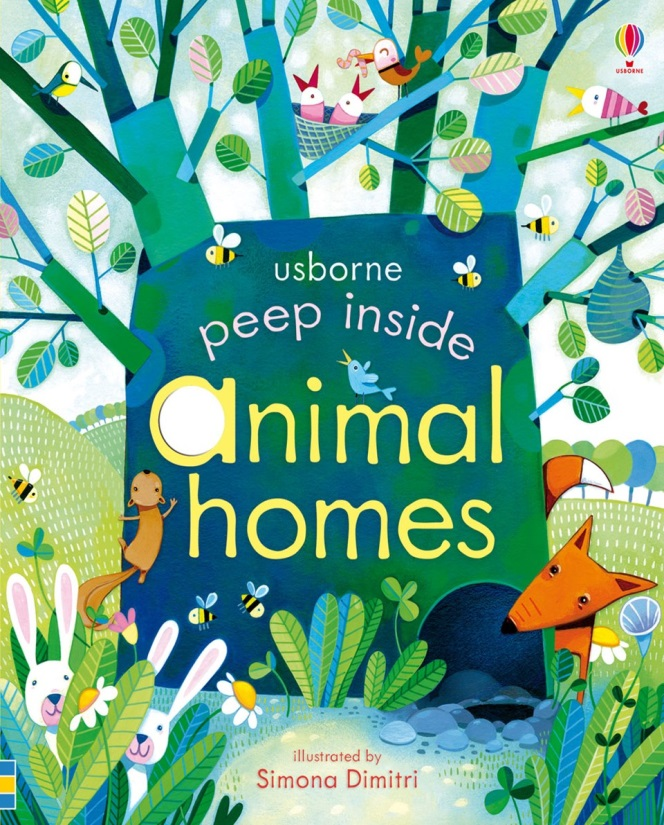 USBORNE
usborne
peep inside
animal
homes
illustrated by
Simona Dimitri